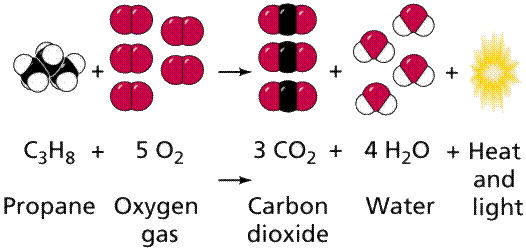 + → + +
C₃H₈ + 5 O₂ → 3 CO₂ + 4 H₂O + Heat and light
Propane Oxygen gas Carbon dioxide Water